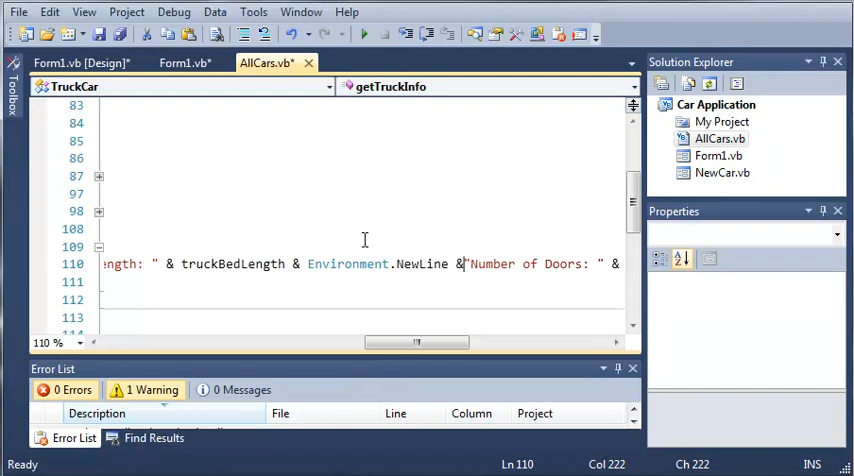 File Edit View Project Debug Data Tools Window Help
Form1.vb [Design]* Form1.vb* AllCars.vb*
TruckCar getTruckInfo
Toolbox
83
84
85
86
87
97
98
108
109
110 ength: " & truckBedLength & Environment.NewLine &"Number of Doors: " &
111
112
113
110 %
Error List
0 Errors 1 Warning 0 Messages
Description File Line Column Project
Error List Find Results
Solution Explorer
Car Application
My Project
AllCars.vb
Form1.vb
NewCar.vb
Properties
Ln 110 Col 222 Ch 222 INS